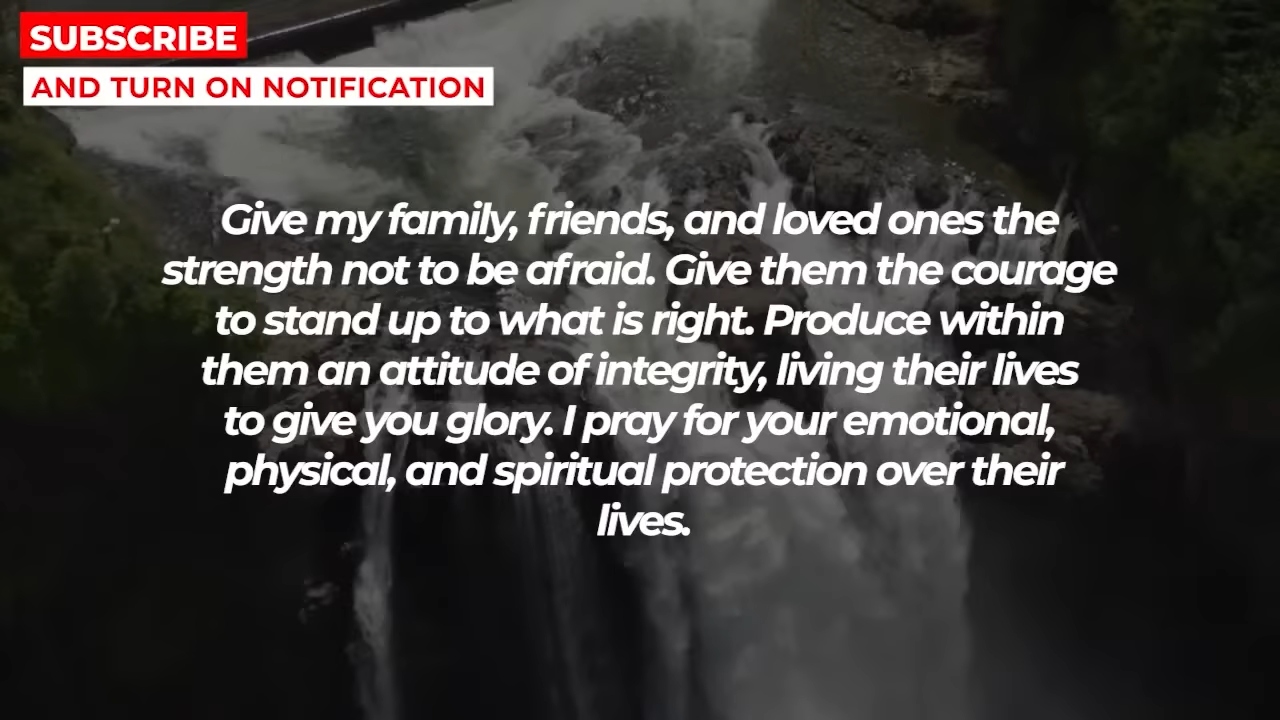 SUBSCRIBE
AND TURN ON NOTIFICATION
Give my family, friends, and loved ones the
strength not to be afraid. Give them the courage
to stand up to what is right. Produce within
them an attitude of integrity, living their lives
to give you glory. I pray for your emotional,
physical, and spiritual protection over their
lives.